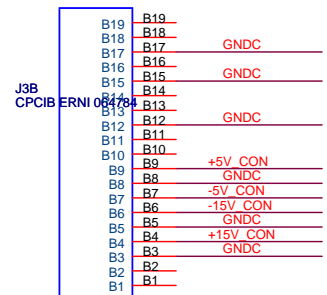 B19 B19
B18 B18
B17 B17 GNDC
B16 B16
B15 B15 GNDC
J3B B14 B14
CPCIB ERNI 064784
B13 B13
B12 B12 GNDC
B11 B11
B10 B10
B9 B9 +5V_CON
B8 B8 GNDC
B7 B7 -5V_CON
B6 B6 -15V_CON
B5 B5 GNDC
B4 B4 +15V_CON
B3 B3 GNDC
B2 B2
B1 B1